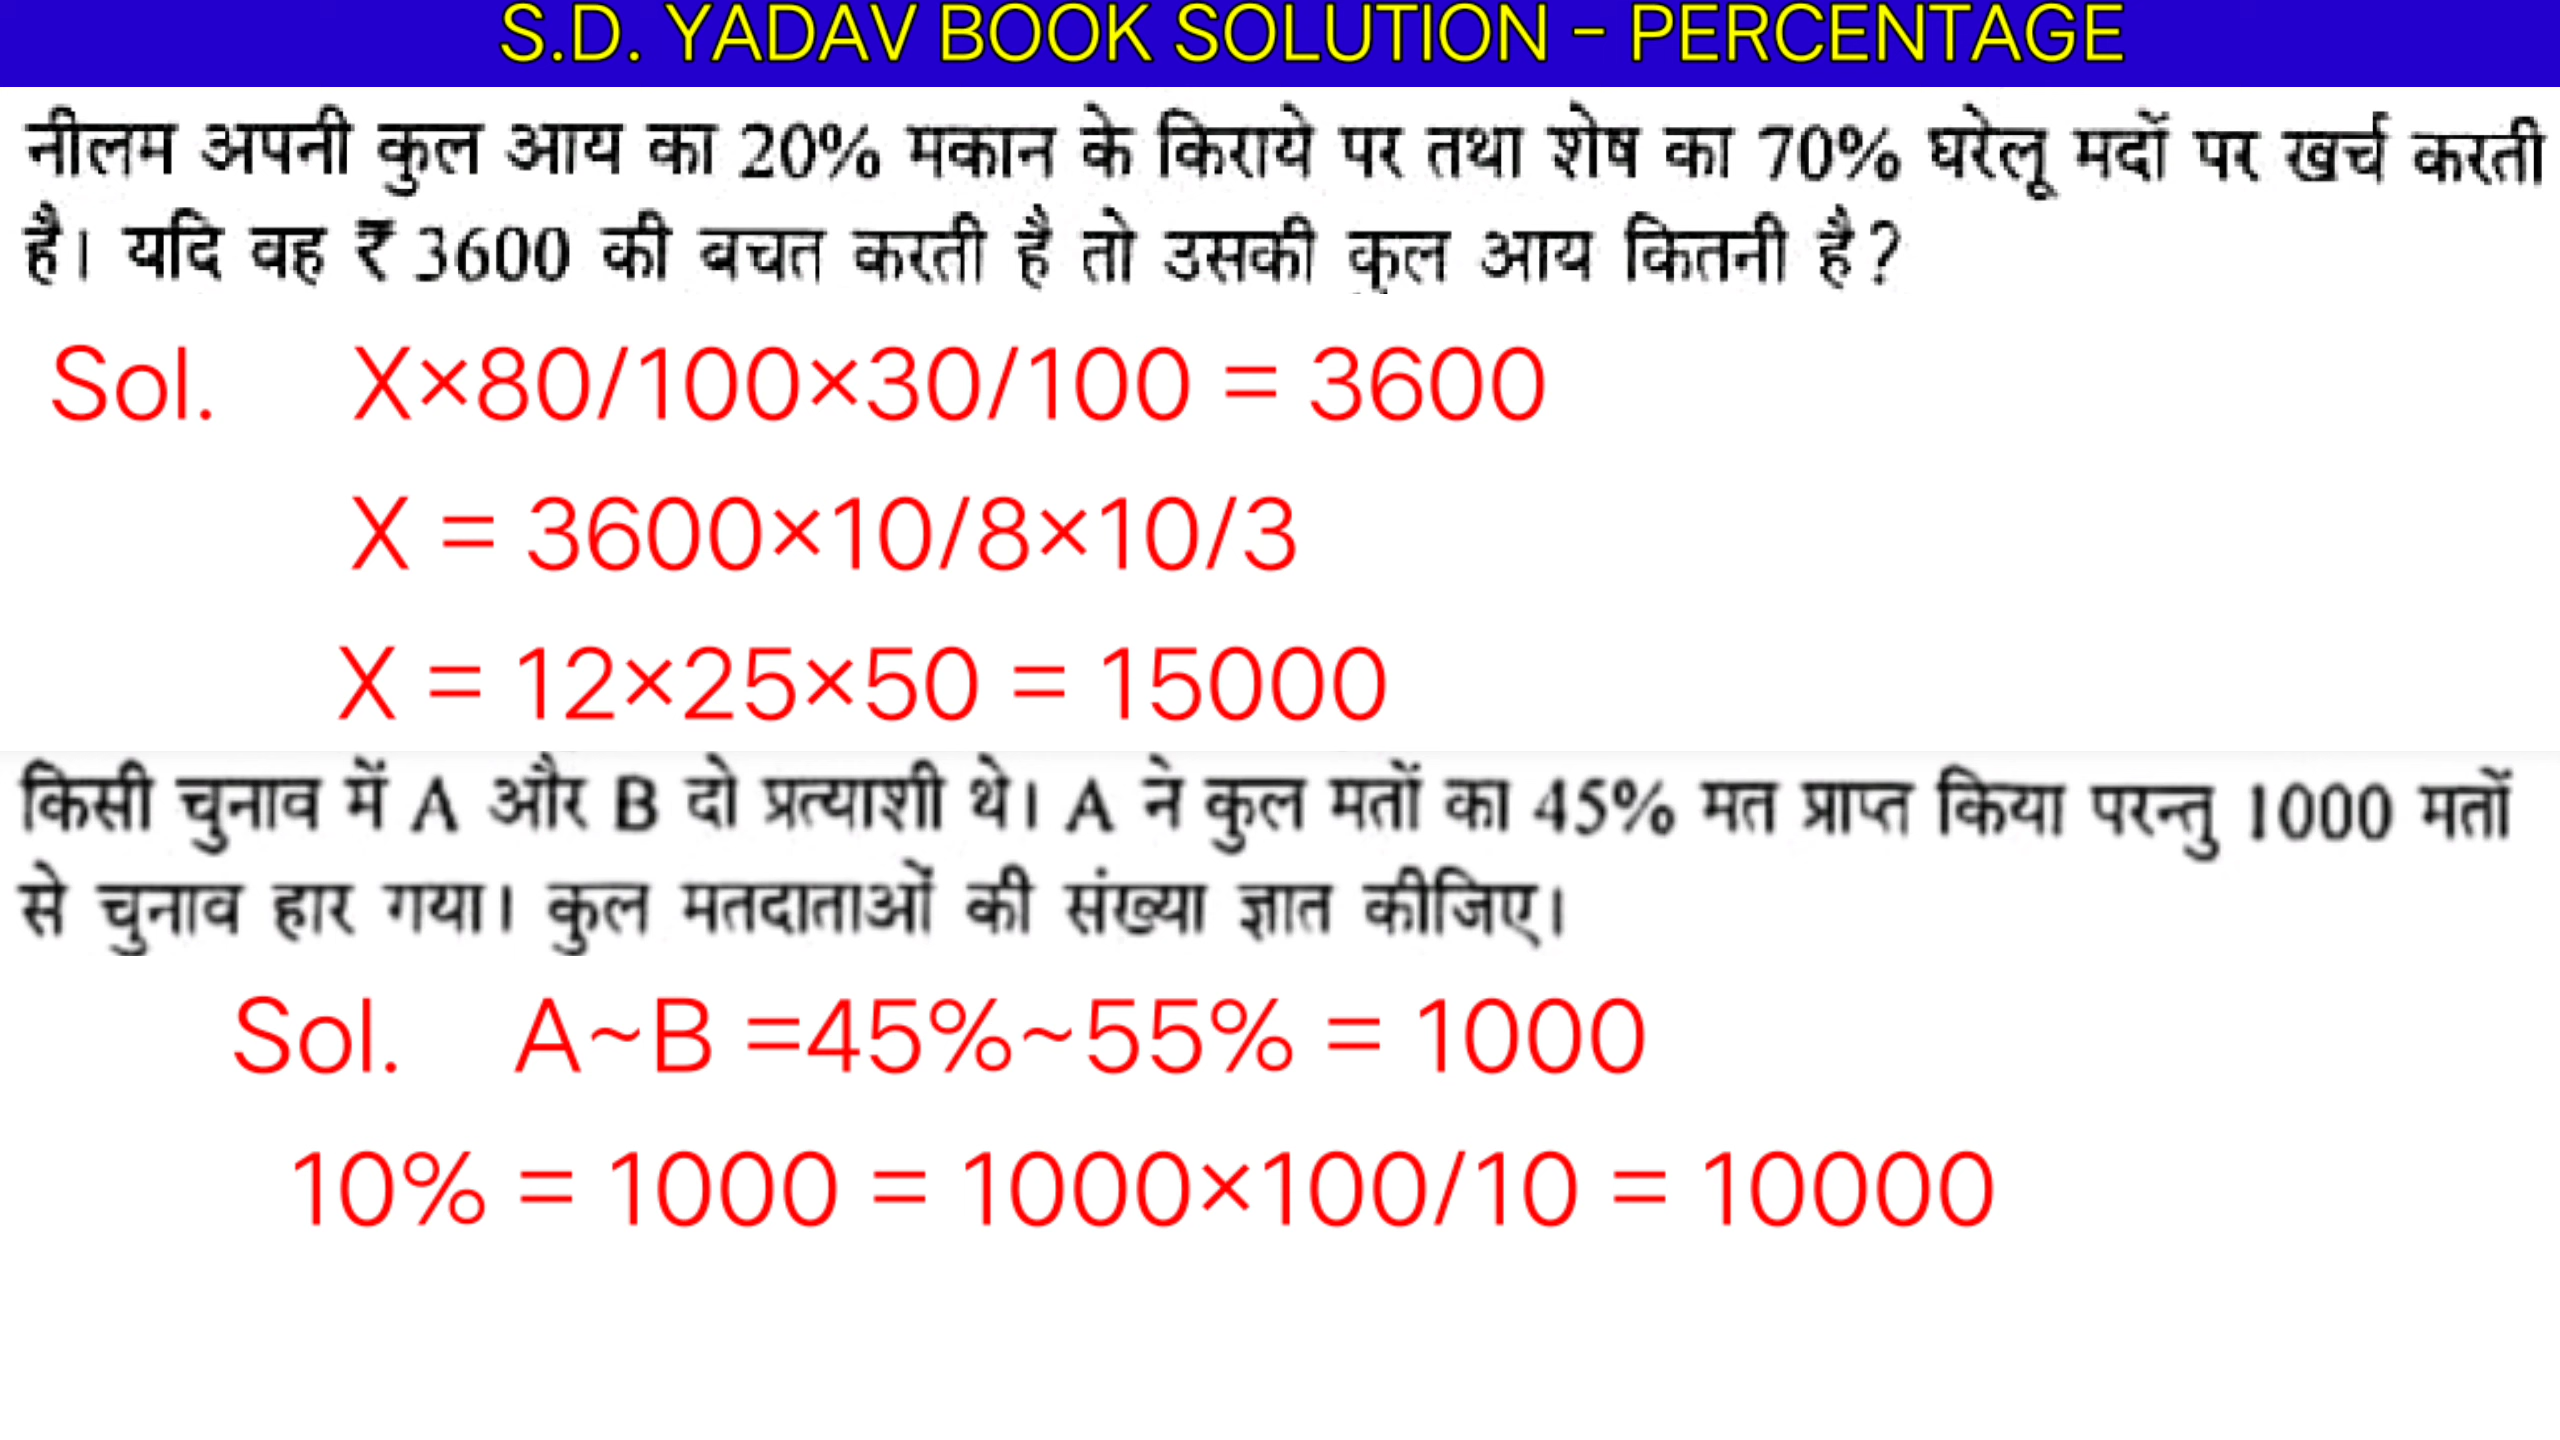 S.D. YADAV BOOK SOLUTION - PERCENTAGE
नीलम अपनी कुल आय का 20% मकान के किराये पर तथा शेष का 70% घरेलू मदों पर खर्च करती
है। यदि वह ₹ 3600 की बचत करती है तो उसकी कुल आय कितनी है?
Sol. X×80/100×30/100 = 3600
X = 3600×10/8×10/3
X = 12×25×50 = 15000
किसी चुनाव में A और B दो प्रत्याशी थे। A ने कुल मतों का 45% मत प्राप्त किया परन्तु 1000 मतों
से चुनाव हार गया। कुल मतदाताओं की संख्या ज्ञात कीजिए।
Sol. A~B =45%~55% = 1000
10% = 1000 = 1000×100/10 = 10000